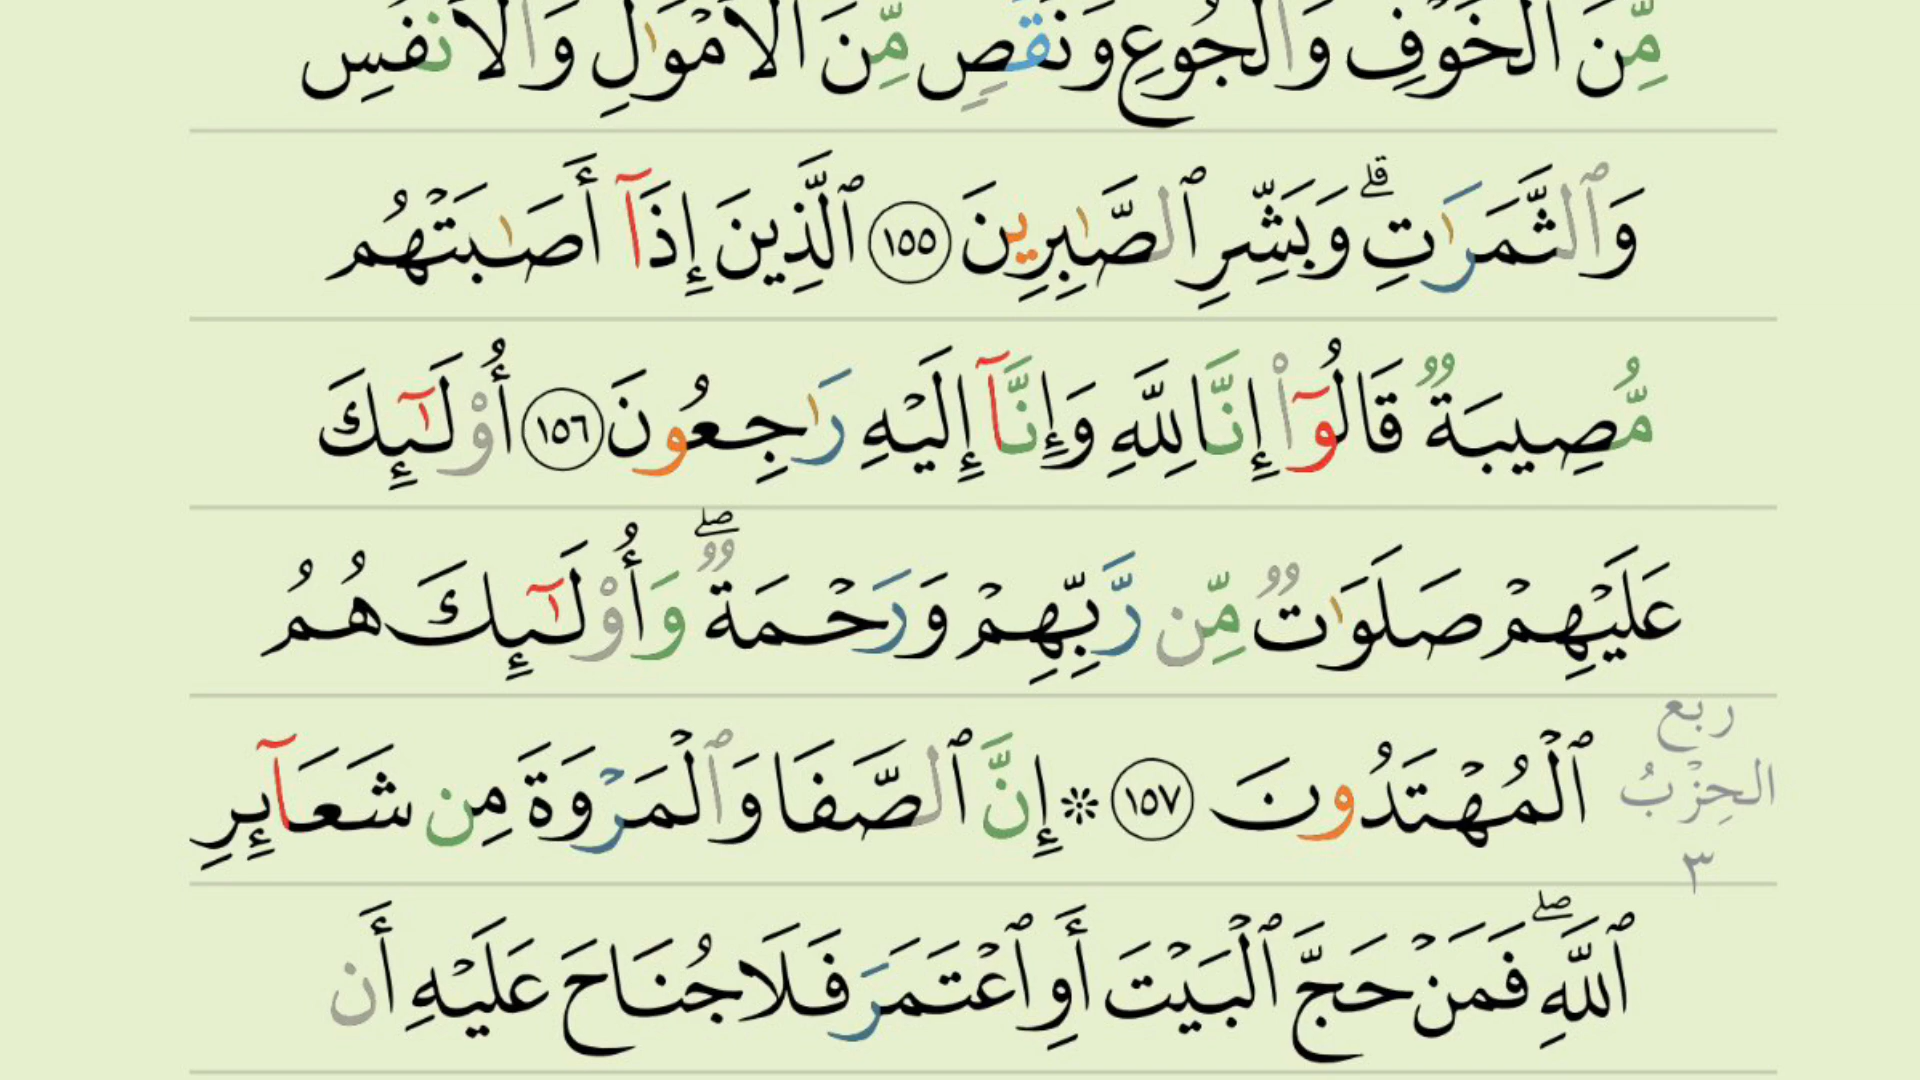 مِّنَ ٱلْخَوْفِ وَٱلْجُوعِ وَنَقْصٍ مِّنَ ٱلْأَمْوَٰلِ وَٱلْأَنفُسِ
وَٱلثَّمَرَٰتِ ۗ وَبَشِّرِ ٱلصَّٰبِرِينَ ١٥٥ ٱلَّذِينَ إِذَآ أَصَٰبَتْهُم
مُّصِيبَةٌ قَالُوٓا۟ إِنَّا لِلَّهِ وَإِنَّآ إِلَيْهِ رَٰجِعُونَ ١٥٦ أُو۟لَٰٓئِكَ
عَلَيْهِمْ صَلَوَٰتٌ مِّن رَّبِّهِمْ وَرَحْمَةٌ ۖ وَأُو۟لَٰٓئِكَ هُمُ
ٱلْمُهْتَدُونَ ١٥٧ ۞ إِنَّ ٱلصَّفَا وَٱلْمَرْوَةَ مِن شَعَآئِرِ
ربع
الحِزْبُ
٣
ٱللَّهِ ۖ فَمَنْ حَجَّ ٱلْبَيْتَ أَوِ ٱعْتَمَرَ فَلَا جُنَاحَ عَلَيْهِ أَن